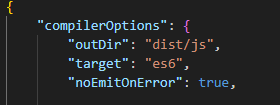 {
"compilerOptions": {
"outDir": "dist/js",
"target": "es6",
"noEmitOnError": true,